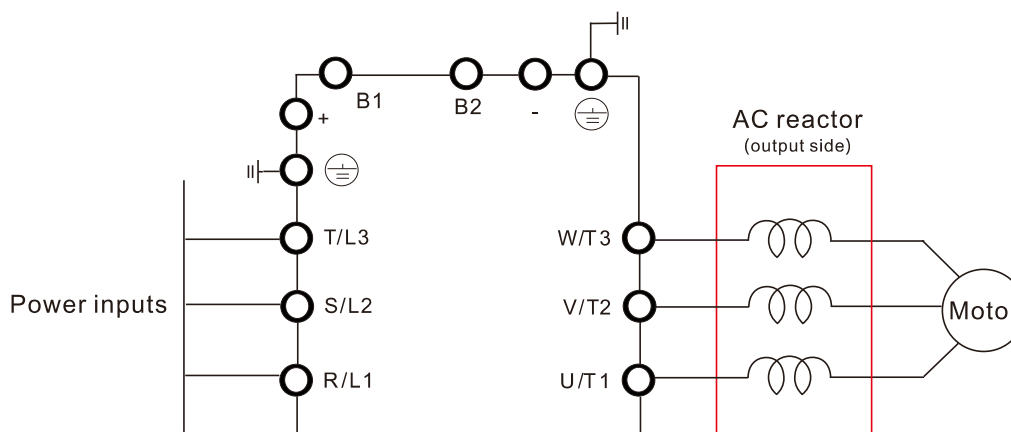 B1
B2
-
+
AC reactor
(output side)
T/L3
W/T3
Power inputs
S/L2
V/T2
Moto
R/L1
U/T1